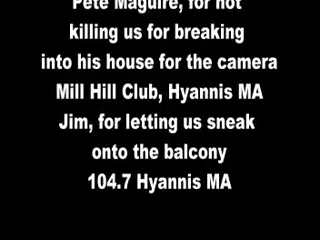 Pete Maguire, for not
killing us for breaking
into his house for the camera
Mill Hill Club, Hyannis MA
Jim, for letting us sneak
onto the balcony
104.7 Hyannis MA